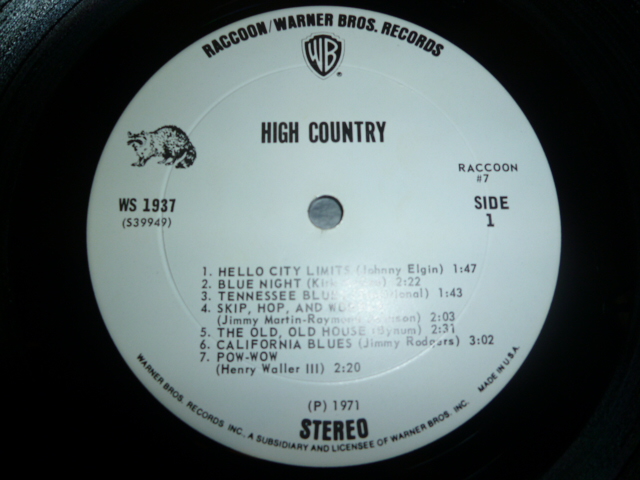 RACCOON/WARNER BROS. RECORDS
WB
®
HIGH COUNTRY
RACCOON
#7
WS 1937
(S39949)
SIDE
1
1. HELLO CITY LIMITS (Johnny Elgin) 1:47
2. BLUE NIGHT 2:22
3. TENNESSEE 1:43
4. SKIP, HOP, AND
(Jimmy Martin- 2:03
5. THE OLD, OLD HOUSE (Bynum) 2:31
6. CALIFORNIA BLUES (Jimmy Rodgers) 3:02
7. POW-WOW
(Henry Waller III) 2:20
(P) 1971
STEREO
WARNER BROS. RECORDS INC. A SUBSIDIARY AND LICENSEE OF WARNER BROS. INC. MADE IN U.S.A.